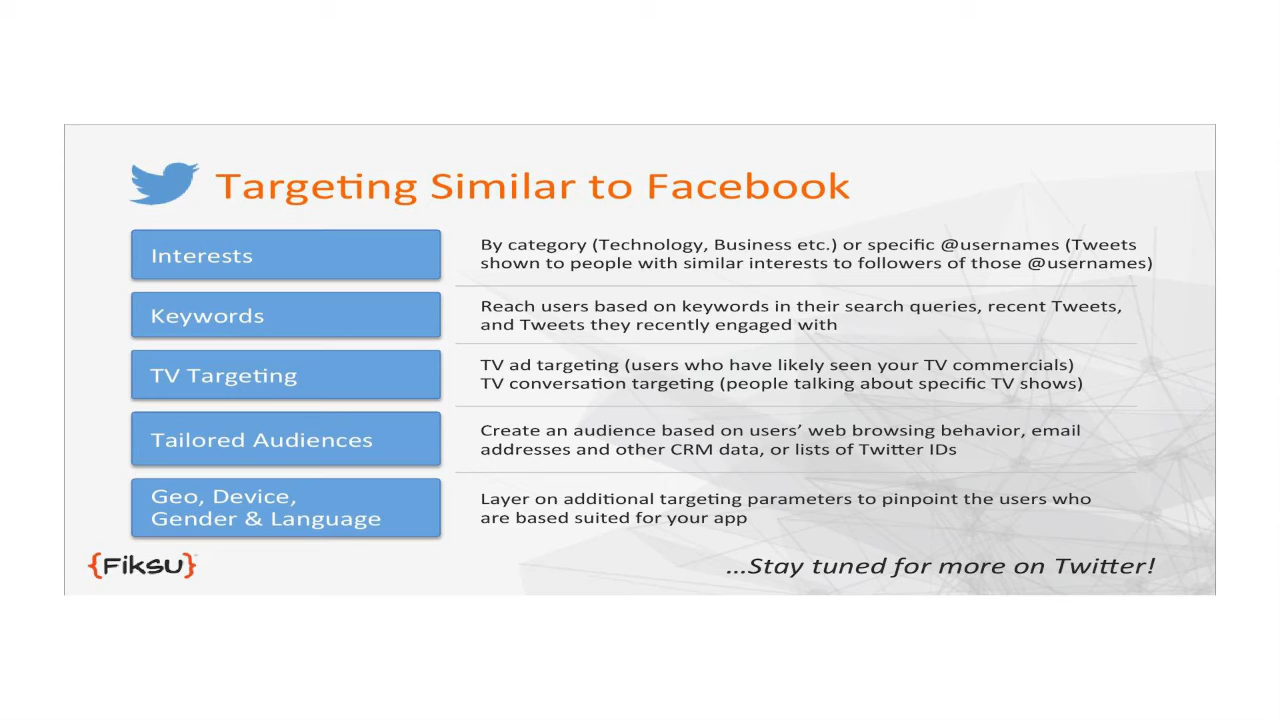 Targeting Similar to Facebook
Interests
By category (Technology, Business etc.) or specific @usernames (Tweets
shown to people with similar interests to followers of those @usernames)
Keywords
Reach users based on keywords in their search queries, recent Tweets,
and Tweets they recently engaged with
TV Targeting
TV ad targeting (users who have likely seen your TV commercials)
TV conversation targeting (people talking about specific TV shows)
Tailored Audiences
Create an audience based on users’ web browsing behavior, email
addresses and other CRM data, or lists of Twitter IDs
Geo, Device,
Gender & Language
Layer on additional targeting parameters to pinpoint the users who
are based suited for your app
{Fiksu}
...Stay tuned for more on Twitter!